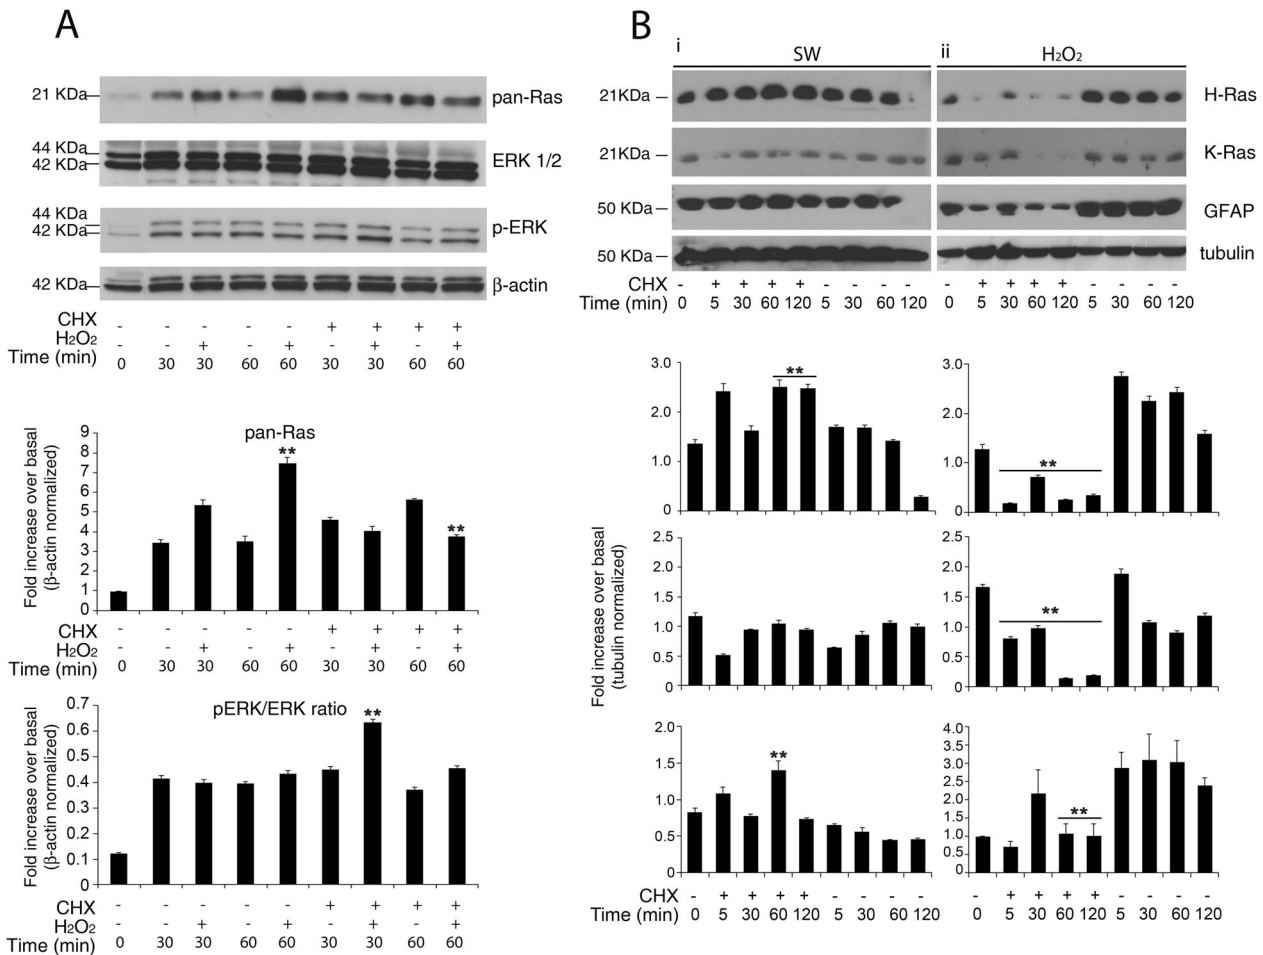 A
21 KDa
pan-Ras
44 KDa
42 KDa
ERK 1/2
44 KDa
42 KDa
p-ERK
42 KDa
β-actin
CHX - - - - - + + + +
H2O2 - - + - + - + - +
Time (min) 0 30 30 60 60 30 30 60 60
pan-Ras
Fold increase over basal
(β-actin normalized)
9
8
7
6
5
4
3
2
1
0
**
**
CHX - - - - - + + + +
H2O2 - - + - + - + - +
Time (min) 0 30 30 60 60 30 30 60 60
pERK/ERK ratio
Fold increase over basal
(β-actin normalized)
0.7
0.6
0.5
0.4
0.3
0.2
0.1
0
**
CHX - - - - - + + + +
H2O2 - - + - + - + - +
Time (min) 0 30 30 60 60 30 30 60 60
B
i SW
ii H2O2
21KDa
H-Ras
21KDa
K-Ras
50 KDa
GFAP
50 KDa
tubulin
CHX - + + + + - - - - - + + + + - - - -
Time (min) 0 5 30 60 120 5 30 60 120 0 5 30 60 120 5 30 60 120
Fold increase over basal
(tubulin normalized)
3.0
2.0
1.0
0
**
3.0
2.0
1.0
0
**
2.5
2.0
1.5
1.0
0.5
0
2.5
2.0
1.5
1.0
0.5
0
**
2.0
1.5
1.0
0.5
0
**
4.0
3.5
3.0
2.5
2.0
1.5
1.0
0.5
0
**
CHX - + + + + - - - - - + + + + - - - -
Time (min) 0 5 30 60 120 5 30 60 120 0 5 30 60 120 5 30 60 120